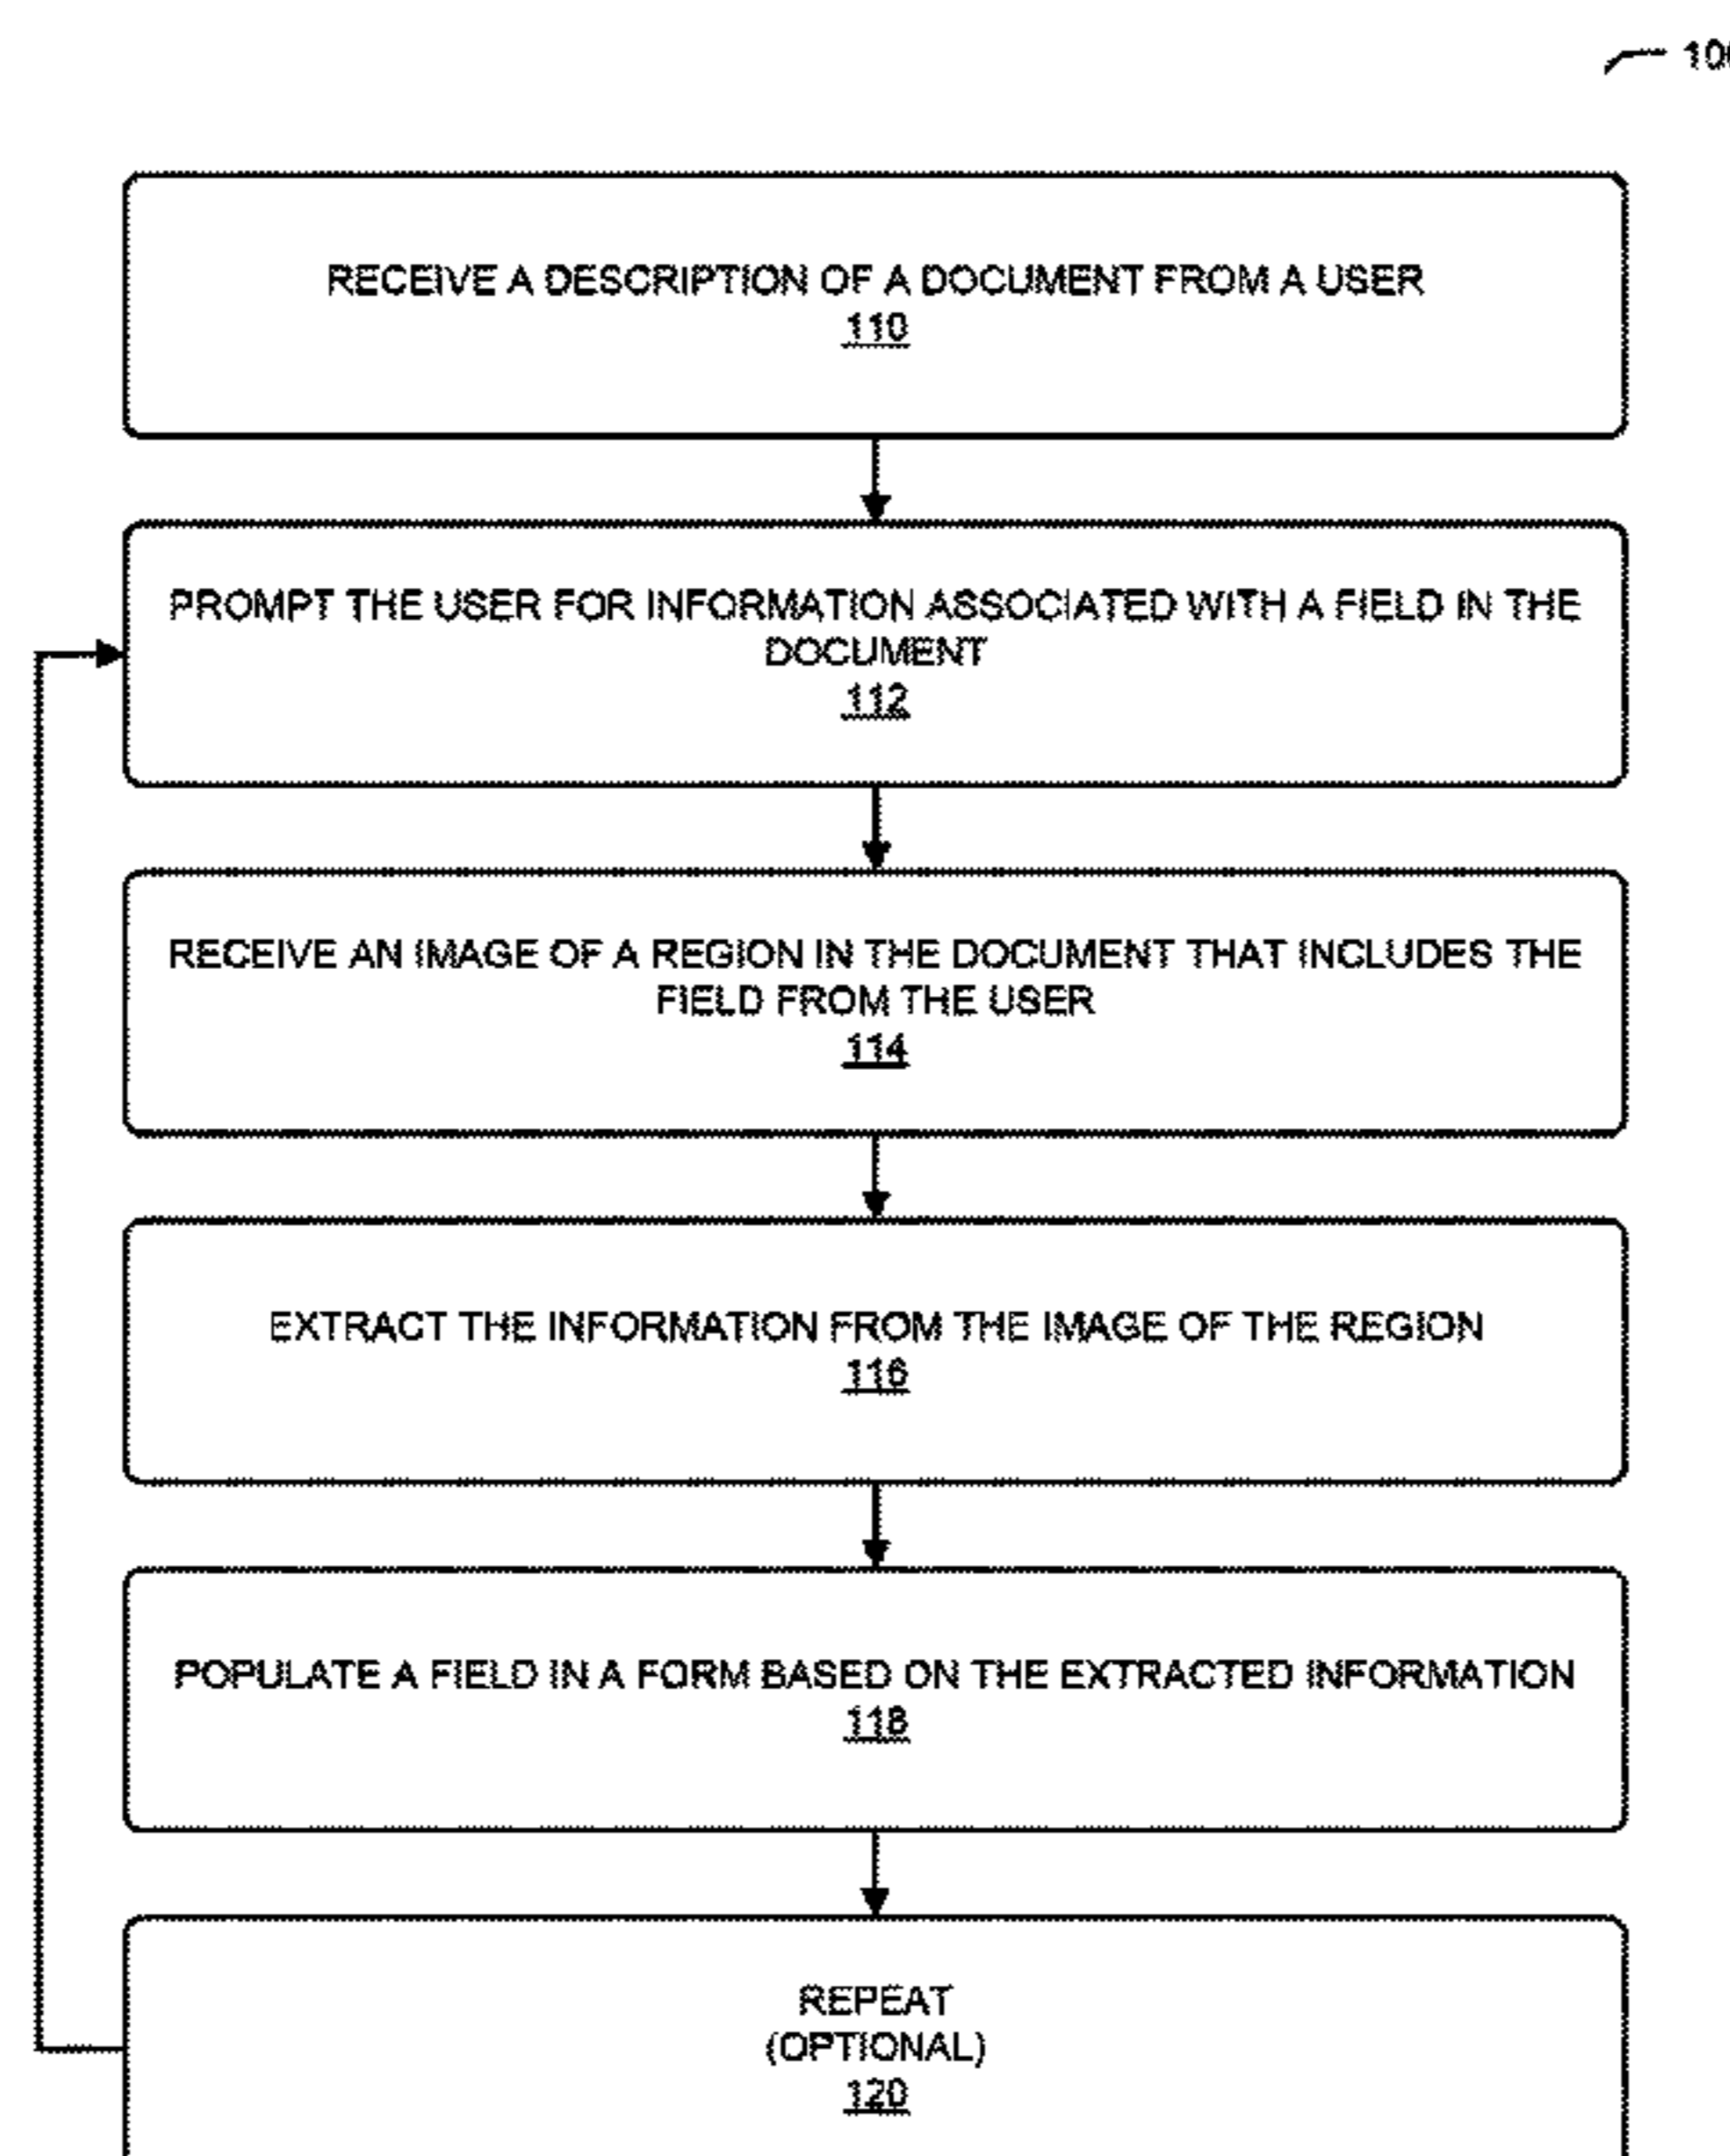 100
RECEIVE A DESCRIPTION OF A DOCUMENT FROM A USER
110
PROMPT THE USER FOR INFORMATION ASSOCIATED WITH A FIELD IN THE
DOCUMENT
112
RECEIVE AN IMAGE OF A REGION IN THE DOCUMENT THAT INCLUDES THE
FIELD FROM THE USER
114
EXTRACT THE INFORMATION FROM THE IMAGE OF THE REGION
116
POPULATE A FIELD IN A FORM BASED ON THE EXTRACTED INFORMATION
118
REPEAT
(OPTIONAL)
120